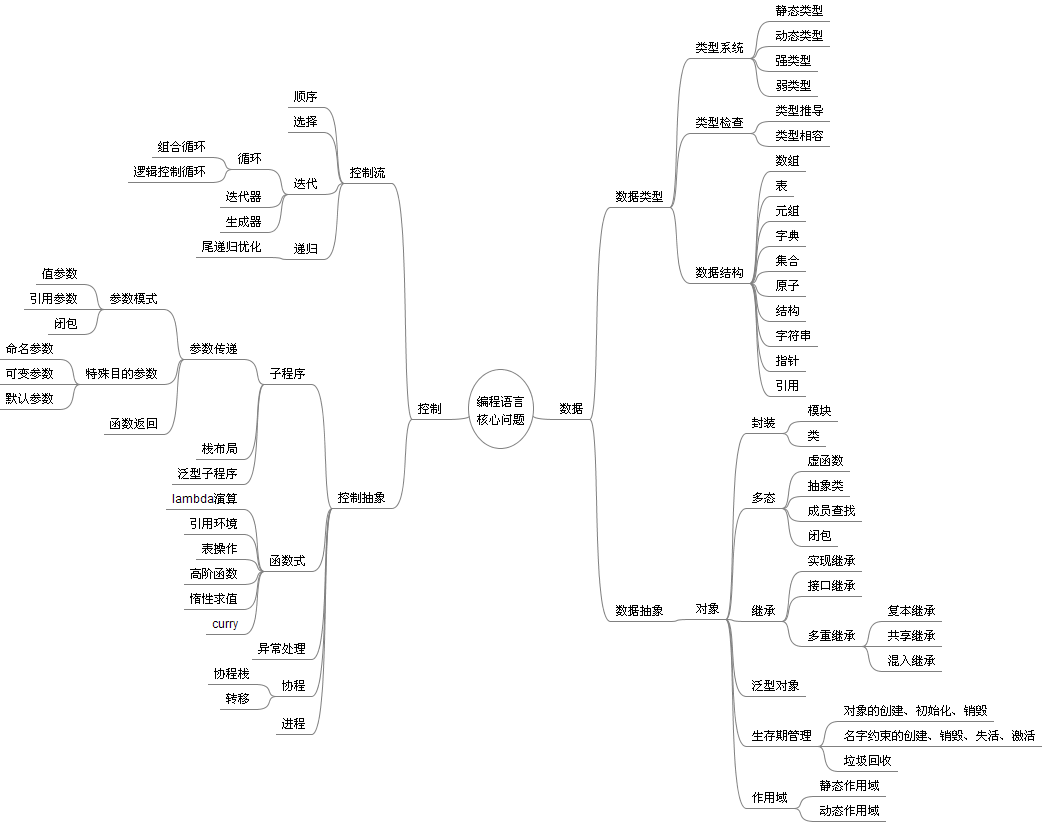 编程语言
核心问题
控制
控制流
顺序
选择
迭代
循环
组合循环
逻辑控制循环
迭代器
生成器
递归
尾递归优化
控制抽象
子程序
参数传递
参数模式
值参数
引用参数
闭包
特殊目的参数
命名参数
可变参数
默认参数
函数返回
栈布局
泛型子程序
函数式
lambda演算
引用环境
表操作
高阶函数
惰性求值
curry
异常处理
协程
协程栈
转移
进程
数据
数据类型
类型系统
静态类型
动态类型
强类型
弱类型
类型检查
类型推导
类型相容
数据结构
数组
表
元组
字典
集合
原子
结构
字符串
指针
引用
数据抽象
对象
封装
模块
类
多态
虚函数
抽象类
成员查找
闭包
继承
实现继承
接口继承
多重继承
复本继承
共享继承
混入继承
泛型对象
生存期管理
对象的创建、初始化、销毁
名字约束的创建、销毁、失活、激活
垃圾回收
作用域
静态作用域
动态作用域